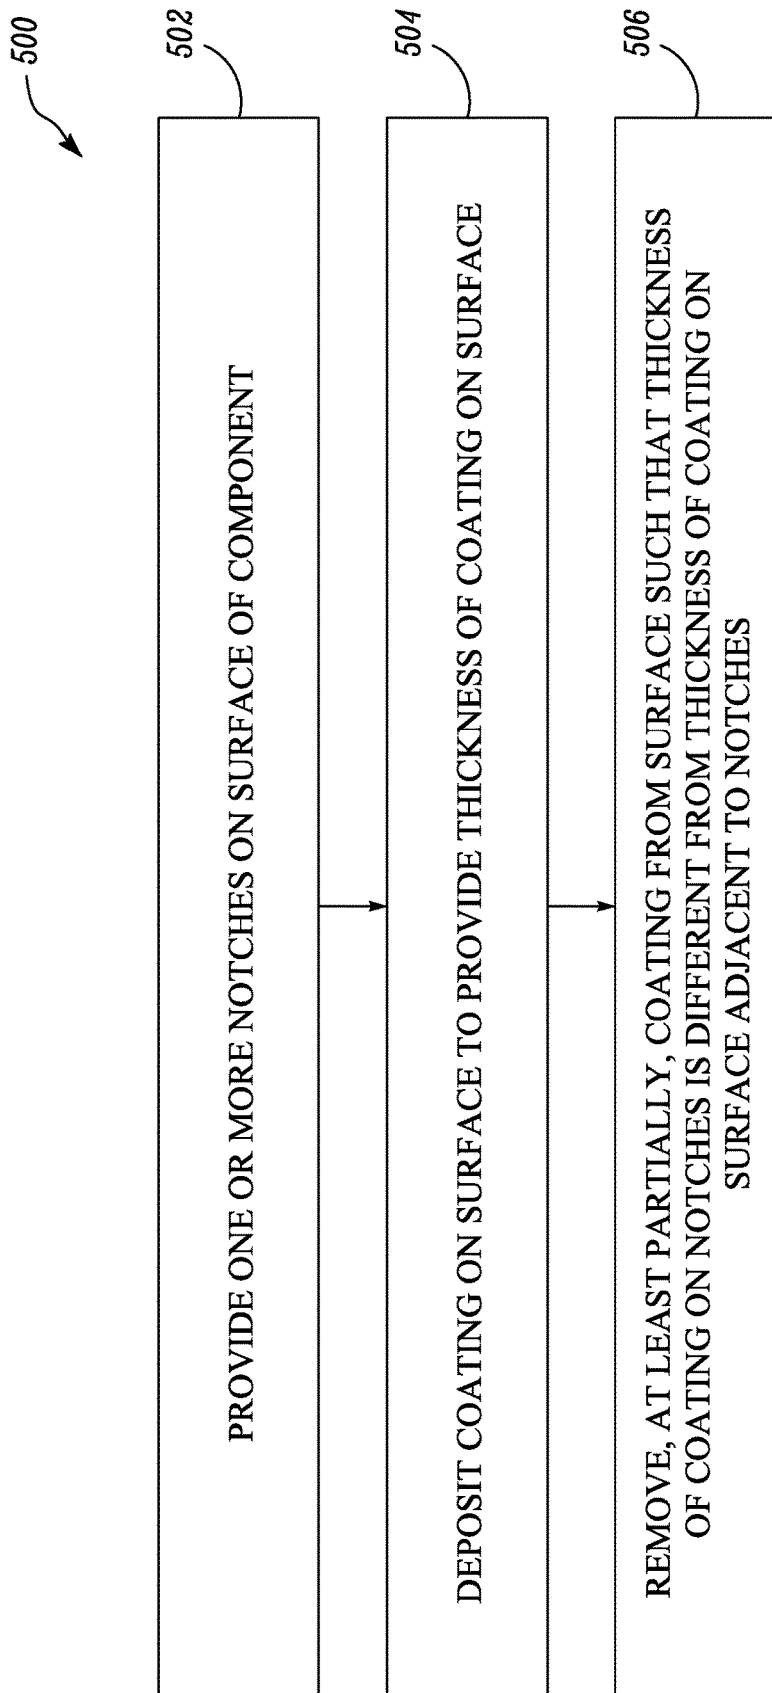 500
502
PROVIDE ONE OR MORE NOTCHES ON SURFACE OF COMPONENT
504
DEPOSIT COATING ON SURFACE TO PROVIDE THICKNESS OF COATING ON SURFACE
506
REMOVE, AT LEAST PARTIALLY, COATING FROM SURFACE SUCH THAT THICKNESS
OF COATING ON NOTCHES IS DIFFERENT FROM THICKNESS OF COATING ON
SURFACE ADJACENT TO NOTCHES